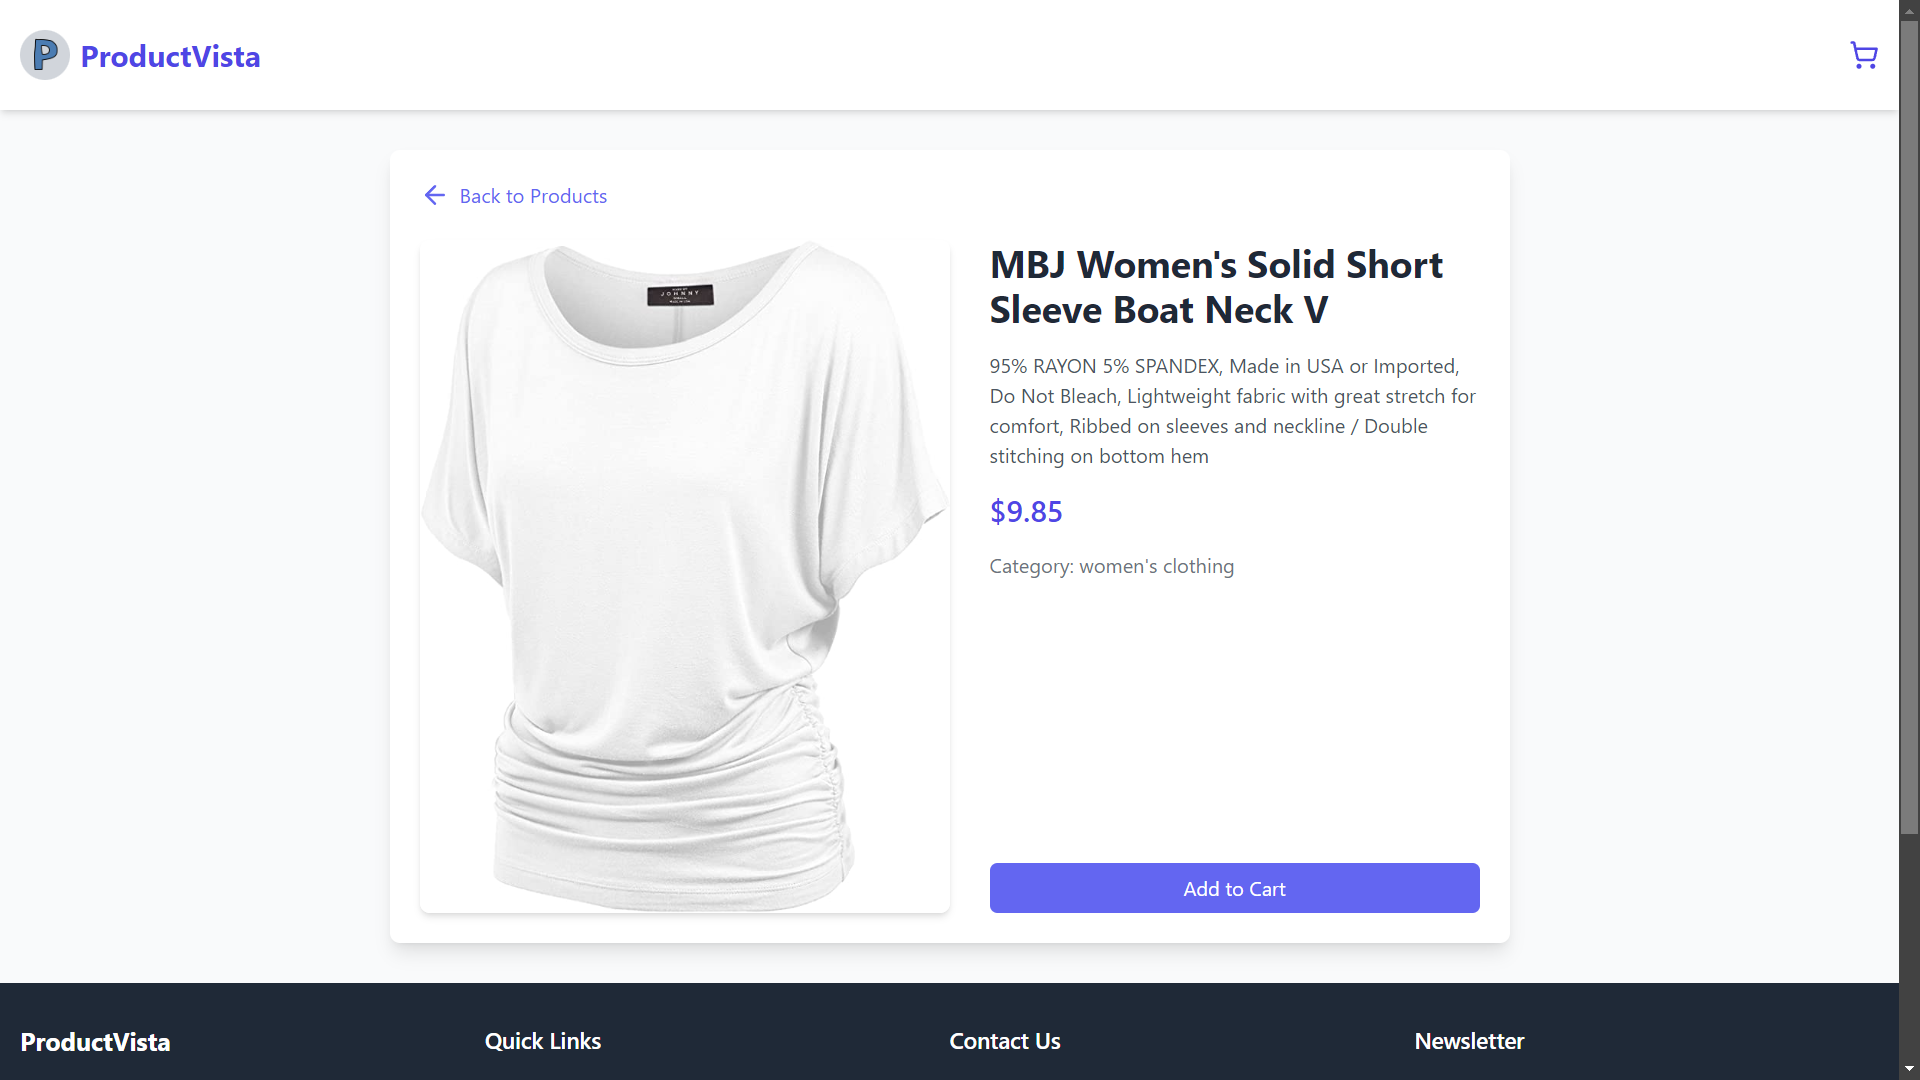 P ProductVista
Back to Products
JOHNNY
MBJ Women's Solid Short
Sleeve Boat Neck V
95% RAYON 5% SPANDEX, Made in USA or Imported,
Do Not Bleach, Lightweight fabric with great stretch for
comfort, Ribbed on sleeves and neckline / Double
stitching on bottom hem
$9.85
Category: women's clothing
Add to Cart
ProductVista
Quick Links
Contact Us
Newsletter